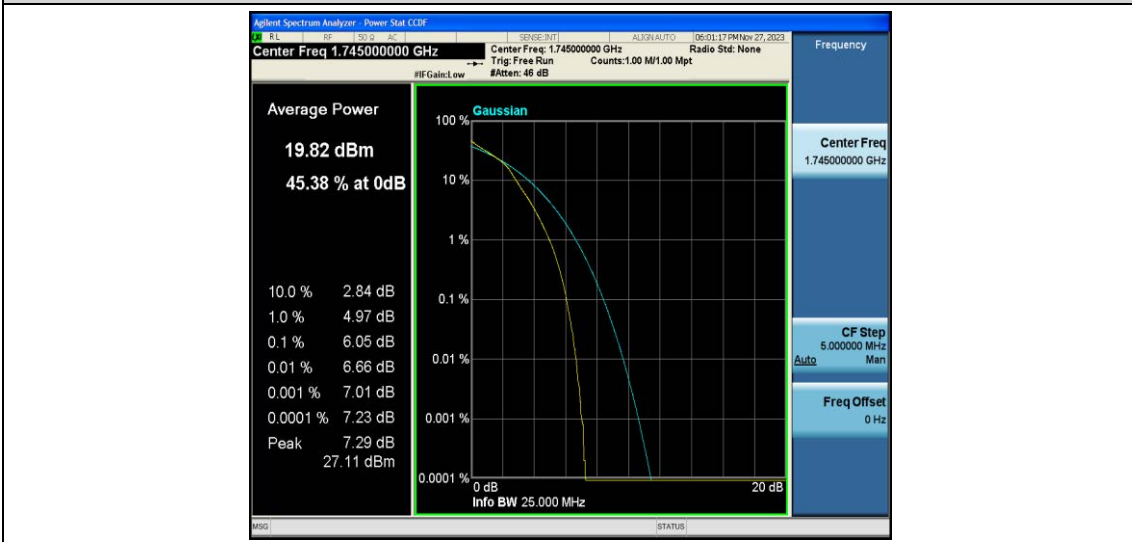 Agilent Spectrum Analyzer - Power Stat CCDF
RL RF 50 Ω AC SENSE:INT ALIGN AUTO 06:01:17 PM Nov 27, 2023
Center Freq 1.745000000 GHz
Center Freq: 1.745000000 GHz Radio Std: None
Trig: Free Run Counts:1.00 M/1.00 Mpt
#IFGain:Low #Atten: 46 dB
Frequency
Average Power
19.82 dBm
45.38 % at 0dB
10.0 % 2.84 dB
1.0 % 4.97 dB
0.1 % 6.05 dB
0.01 % 6.66 dB
0.001 % 7.01 dB
0.0001 % 7.23 dB
Peak 7.29 dB
27.11 dBm
Gaussian
100 %
10 %
1 %
0.1 %
0.01 %
0.001 %
0.0001 %
0 dB 20 dB
Info BW 25.000 MHz
Center Freq
1.745000000 GHz
CF Step
5.000000 MHz
Auto Man
Freq Offset
0 Hz
MSG STATUS